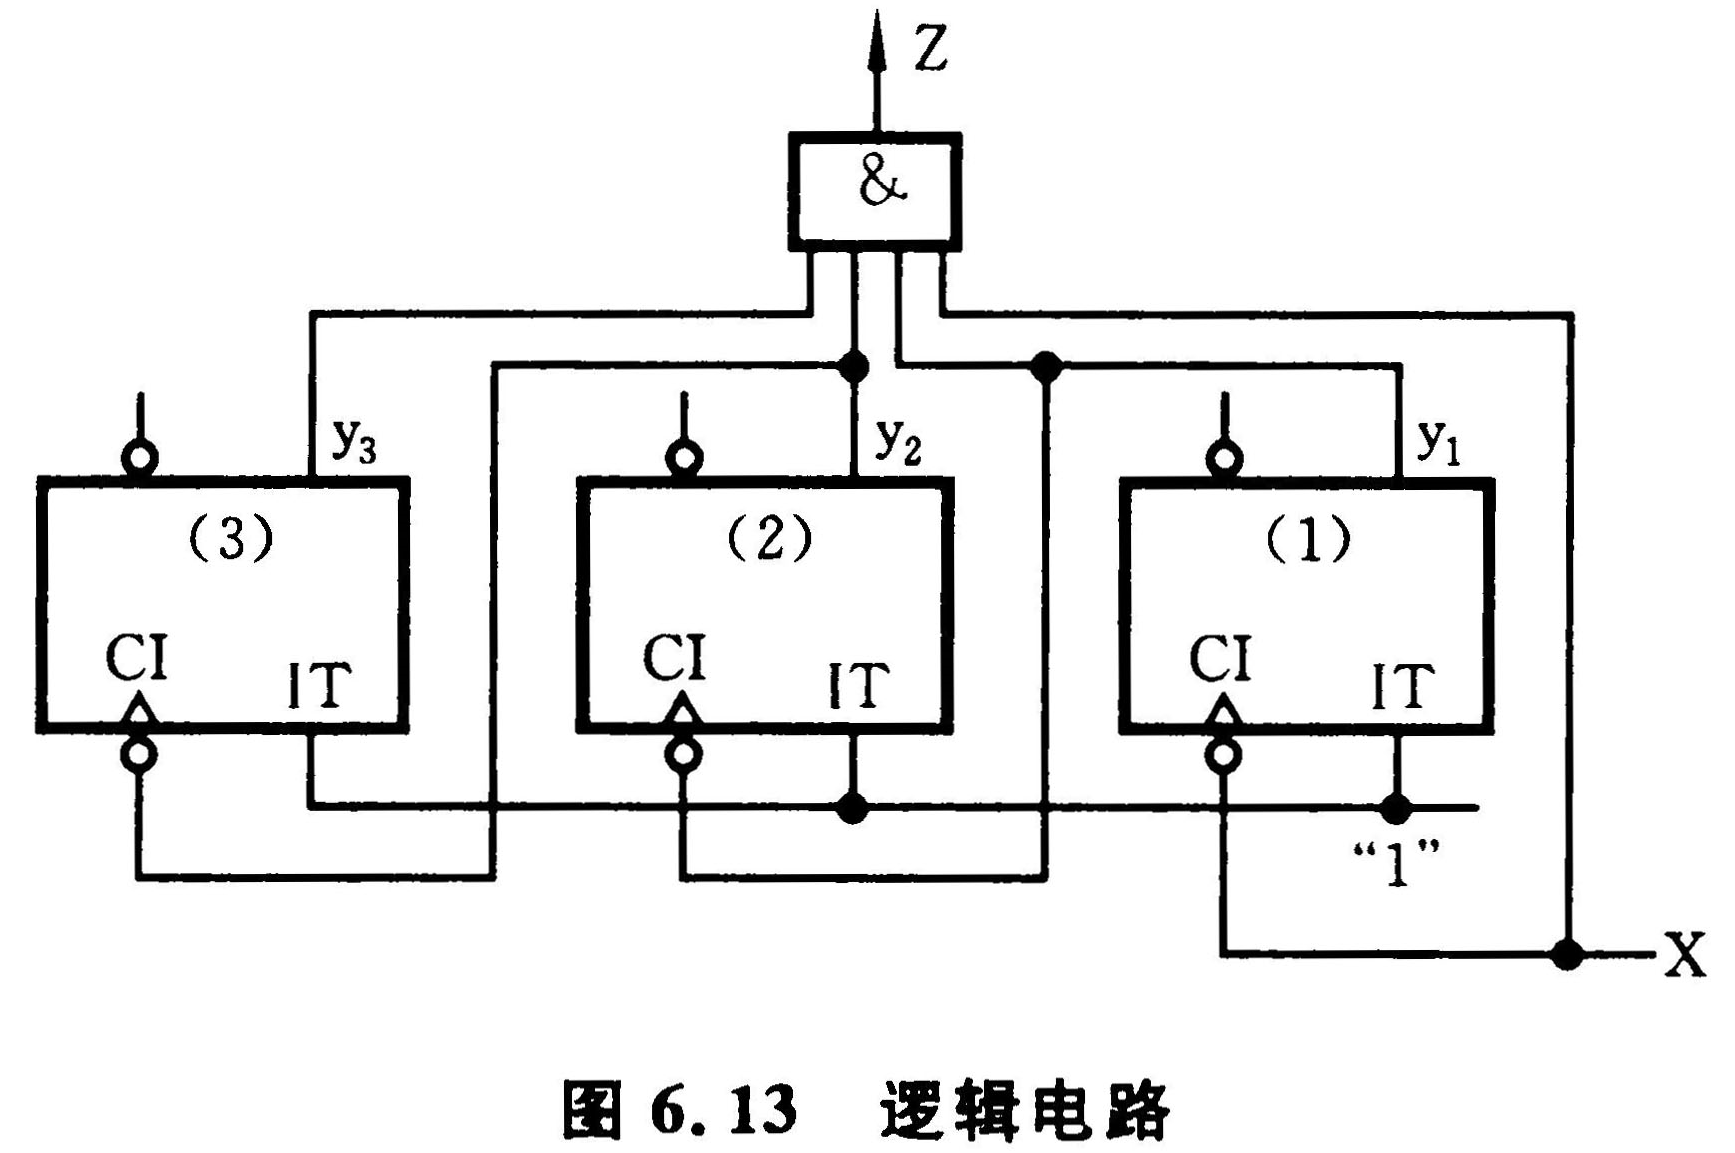 Z
&
y₃ y₂ y₁
(3) (2) (1)
CI 1T CI 1T CI 1T
“1”
X
图 6.13 逻辑电路